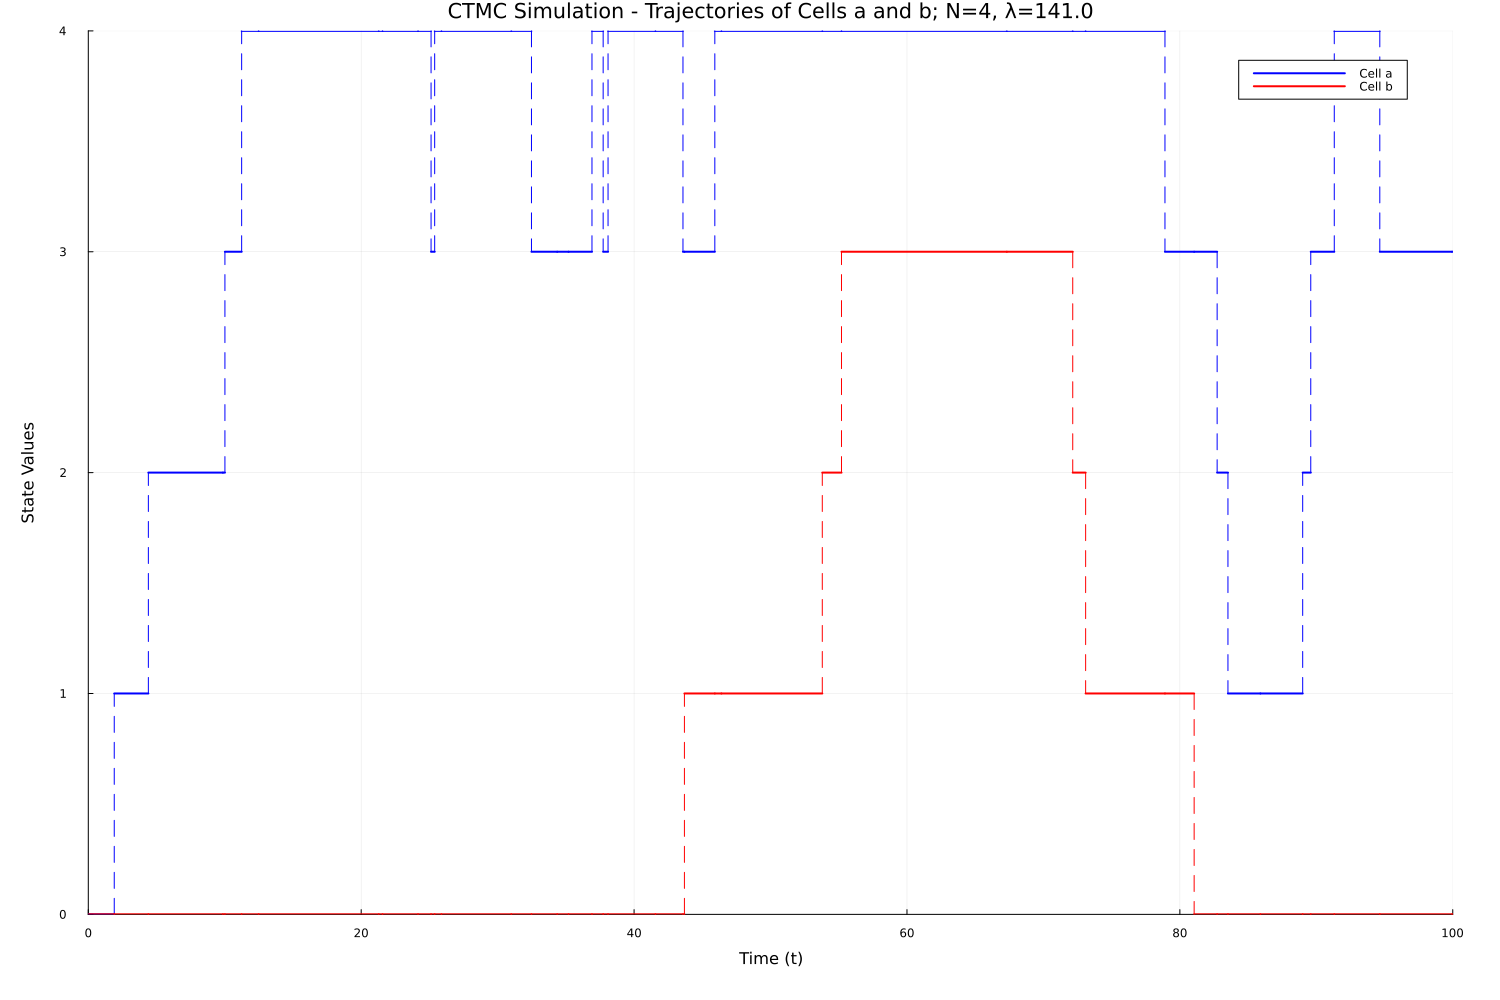 CTMC Simulation - Trajectories of Cells a and b; N=4, λ=141.0
4
Cell a
Cell b
3
State Values
2
1
0
0 20 40 60 80 100
Time (t)